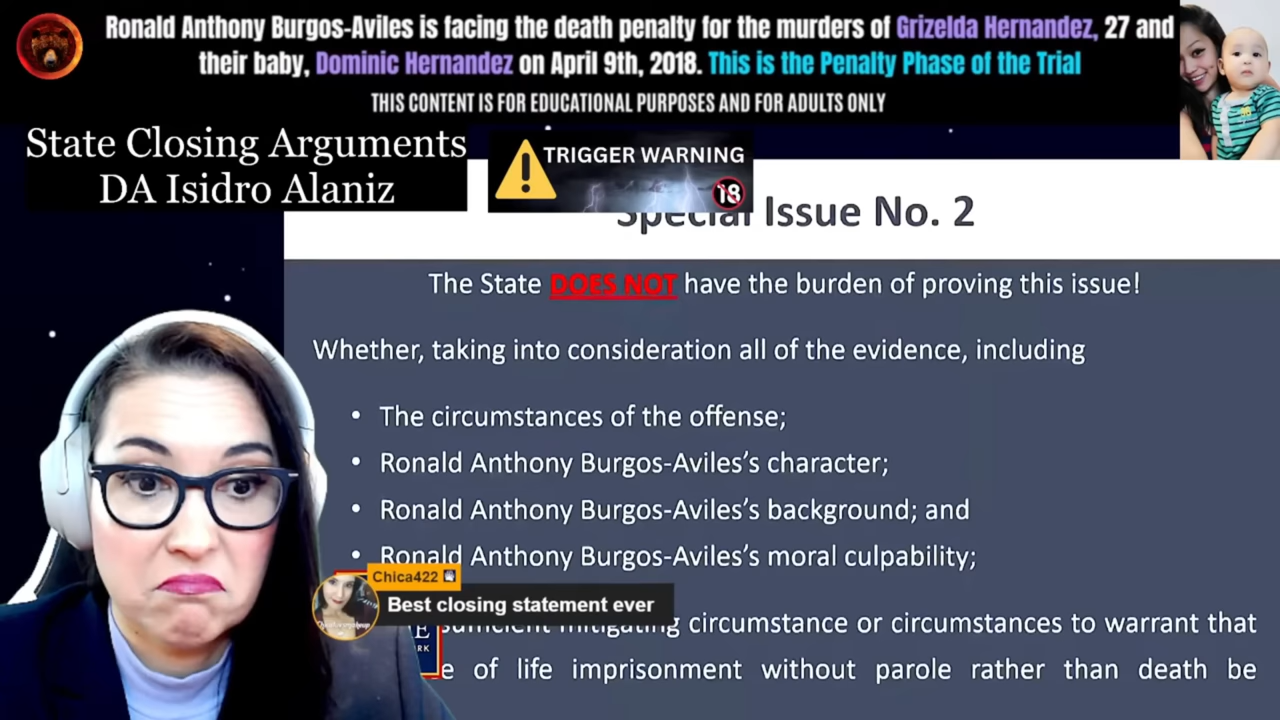 Ronald Anthony Burgos-Aviles is facing the death penalty for the murders of Grizelda Hernandez, 27 and
their baby, Dominic Hernandez on April 9th, 2018. This is the Penalty Phase of the Trial
THIS CONTENT IS FOR EDUCATIONAL PURPOSES AND FOR ADULTS ONLY
State Closing Arguments
DA Isidro Alaniz
TRIGGER WARNING
18
Special Issue No. 2
The State DOES NOT have the burden of proving this issue!
Whether, taking into consideration all of the evidence, including
• The circumstances of the offense;
• Ronald Anthony Burgos-Aviles's character;
• Ronald Anthony Burgos-Aviles's background; and
• Ronald Anthony Burgos-Aviles's moral culpability;
Chica422
Best closing statement ever
sufficient mitigating circumstance or circumstances to warrant that
of life imprisonment without parole rather than death be